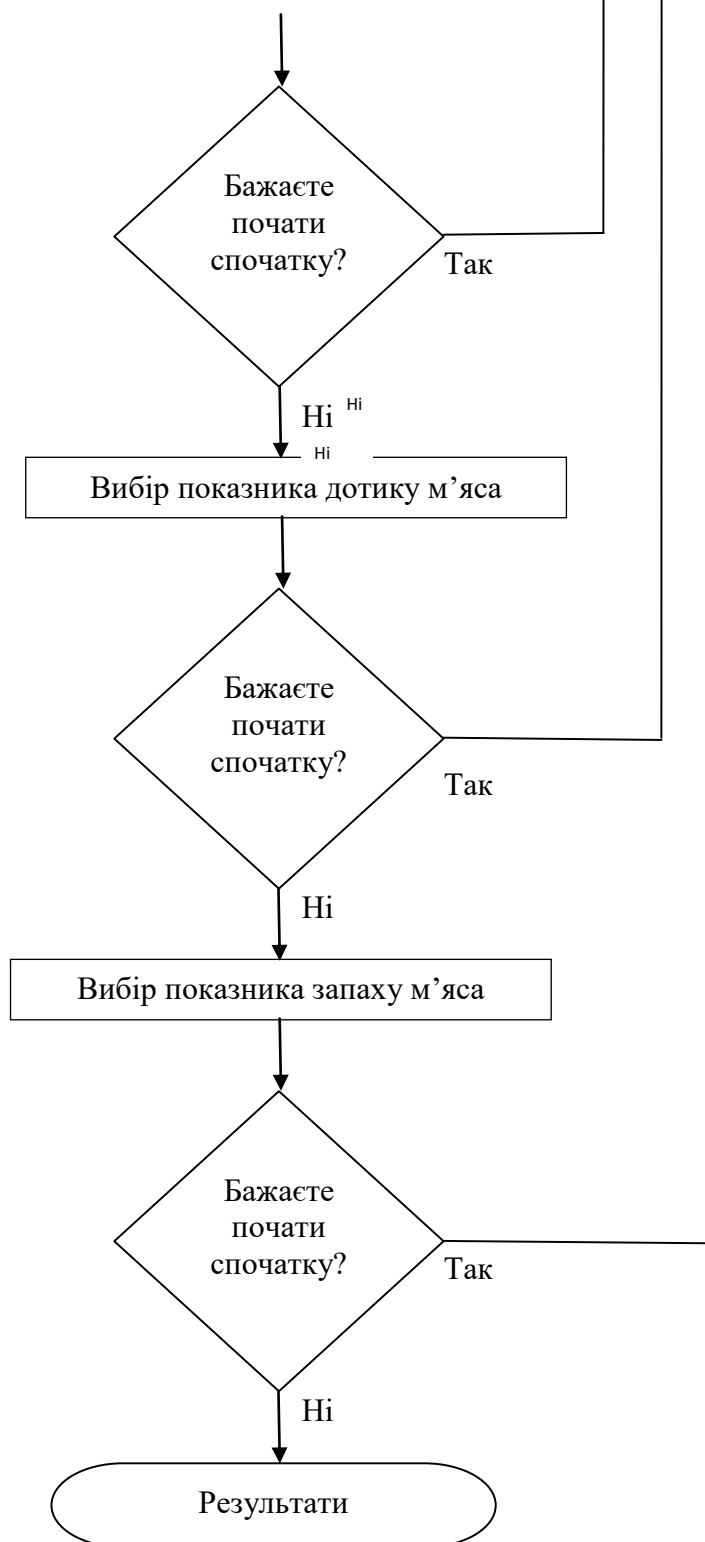 Бажаєте
почати
спочатку?
Так
Ні Ні
Ні
Вибір показника дотику м’яса
Бажаєте
почати
спочатку?
Так
Ні
Вибір показника запаху м’яса
Бажаєте
почати
спочатку?
Так
Ні
Результати